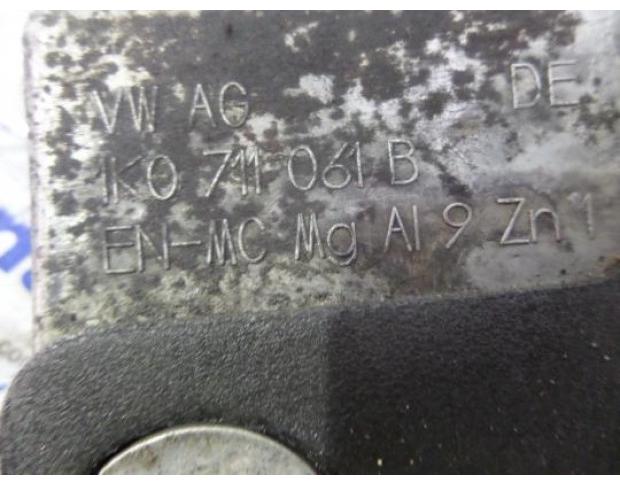 VW AG DE
1K0 711 061 B
EN-MC Mg Al 9 Zn 1